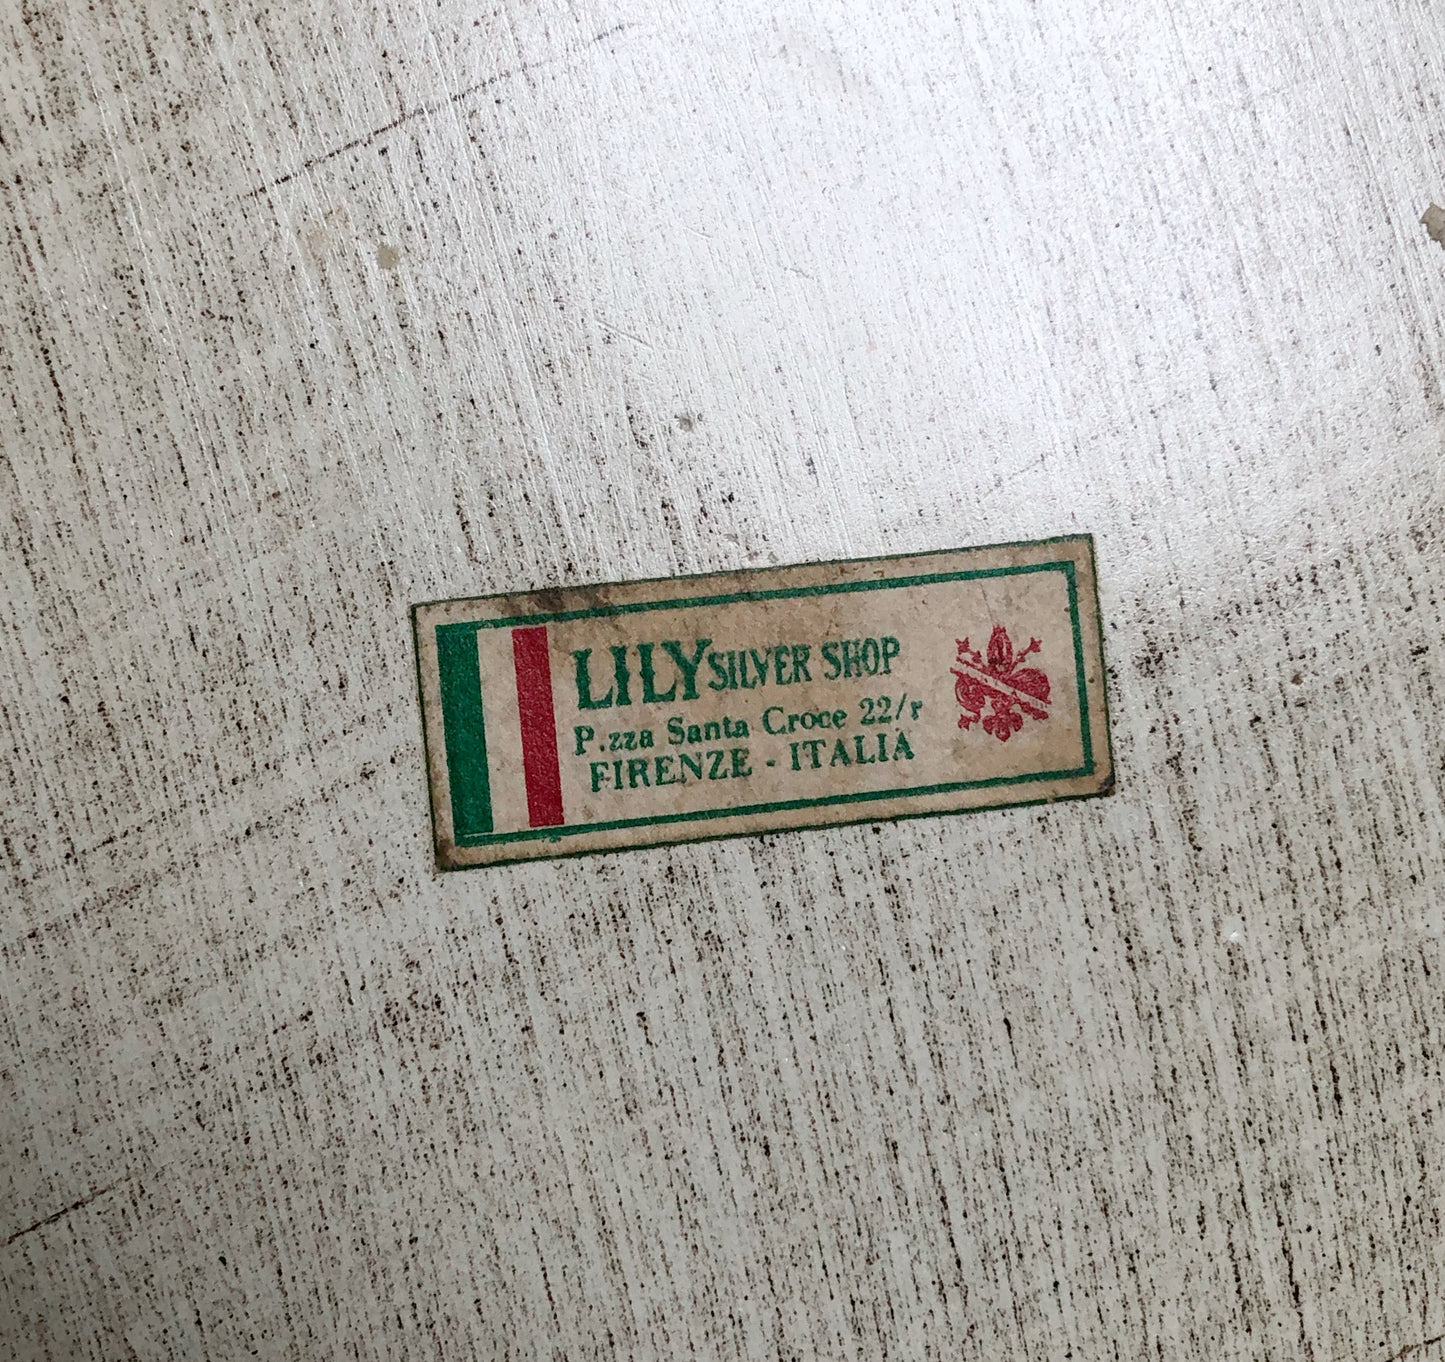 LILY SILVER SHOP
P.zza Santa Croce 22/r
FIRENZE - ITALIA